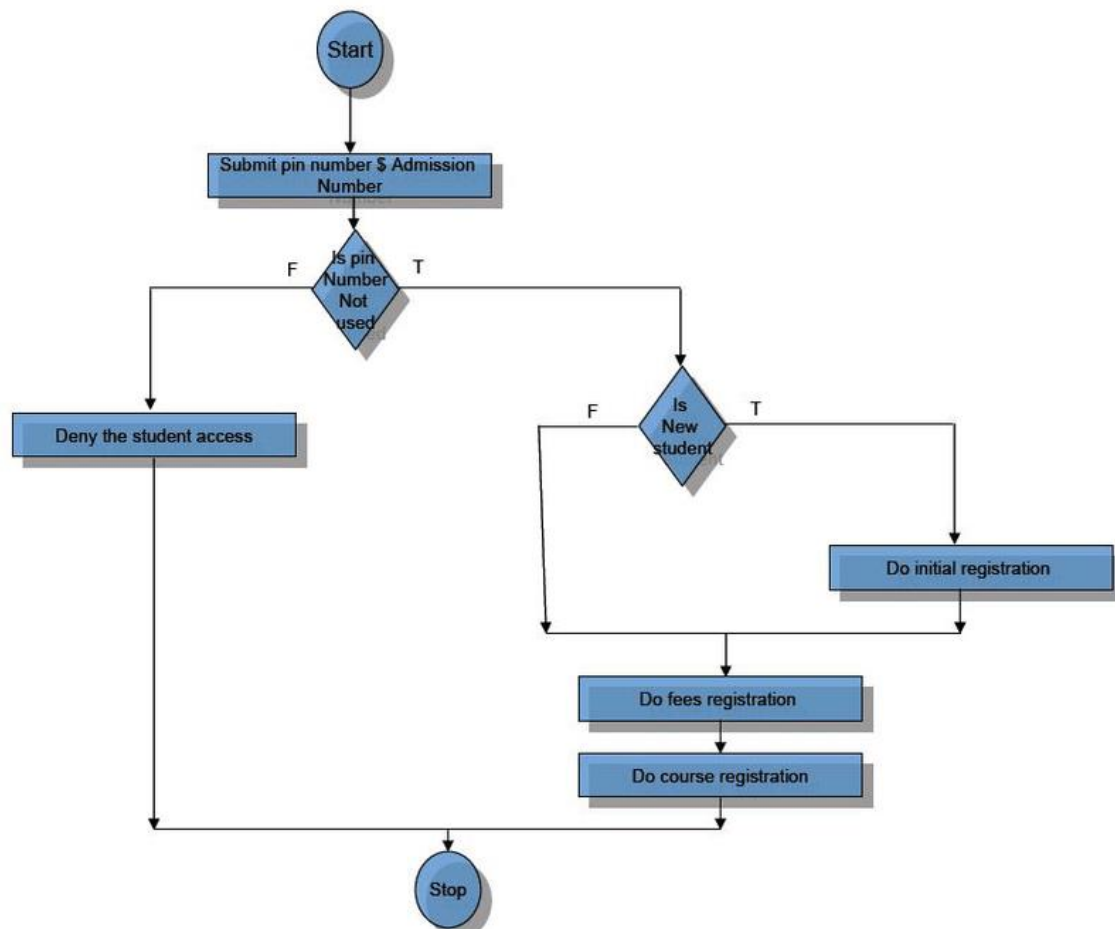 Start
Submit pin number $ Admission
Number
Is pin
Number
Not
used
F
T
Deny the student access
Is
New
student
F
T
Do initial registration
Do fees registration
Do course registration
Stop